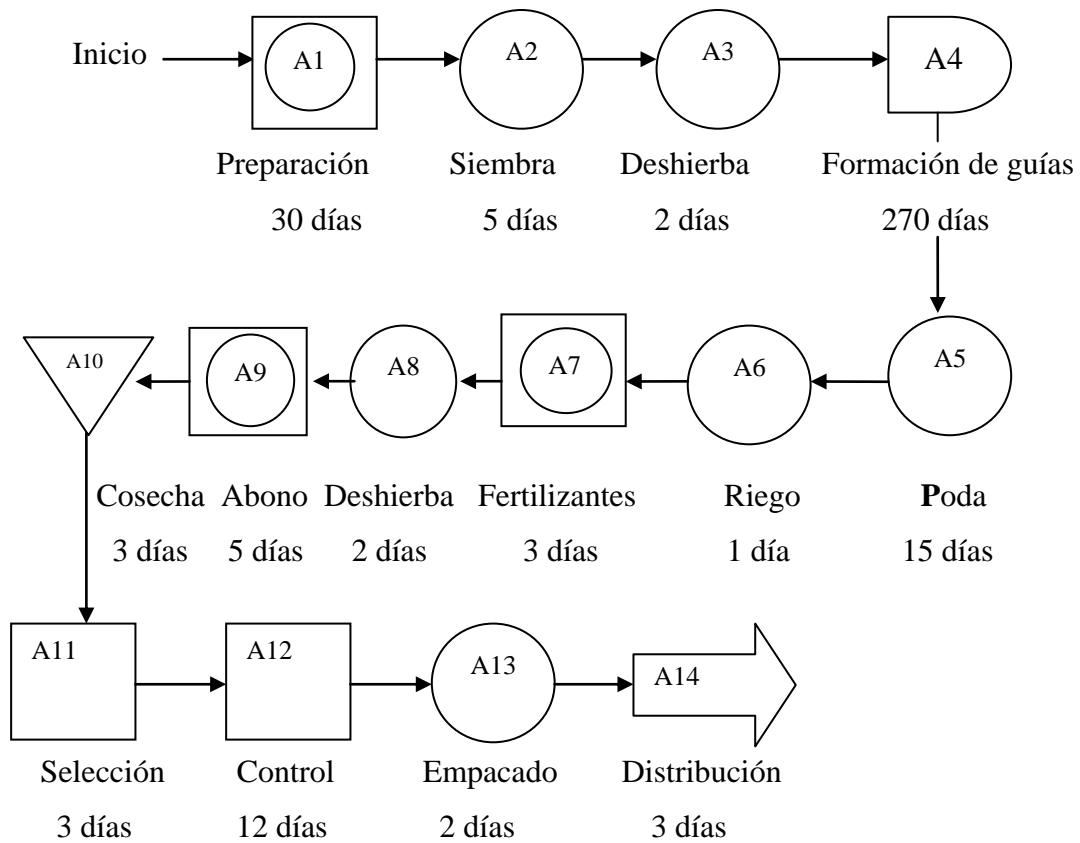 Inicio A1 A2 A3 A4
Preparación Siembra Deshierba Formación de guías
30 días 5 días 2 días 270 días
A10 A9 A8 A7 A6 A5
Cosecha Abono Deshierba Fertilizantes Riego Poda
3 días 5 días 2 días 3 días 1 día 15 días
A11 A12 A13 A14
Selección Control Empacado Distribución
3 días 12 días 2 días 3 días